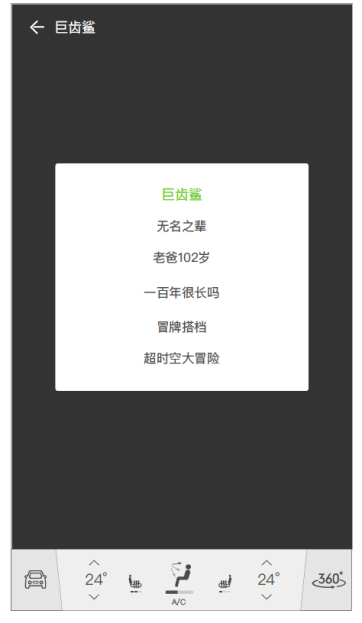 巨齿鲨
巨齿鲨
无名之辈
老爸102岁
一百年很长吗
冒牌搭档
超时空大冒险
24°
A/C
24°
360°